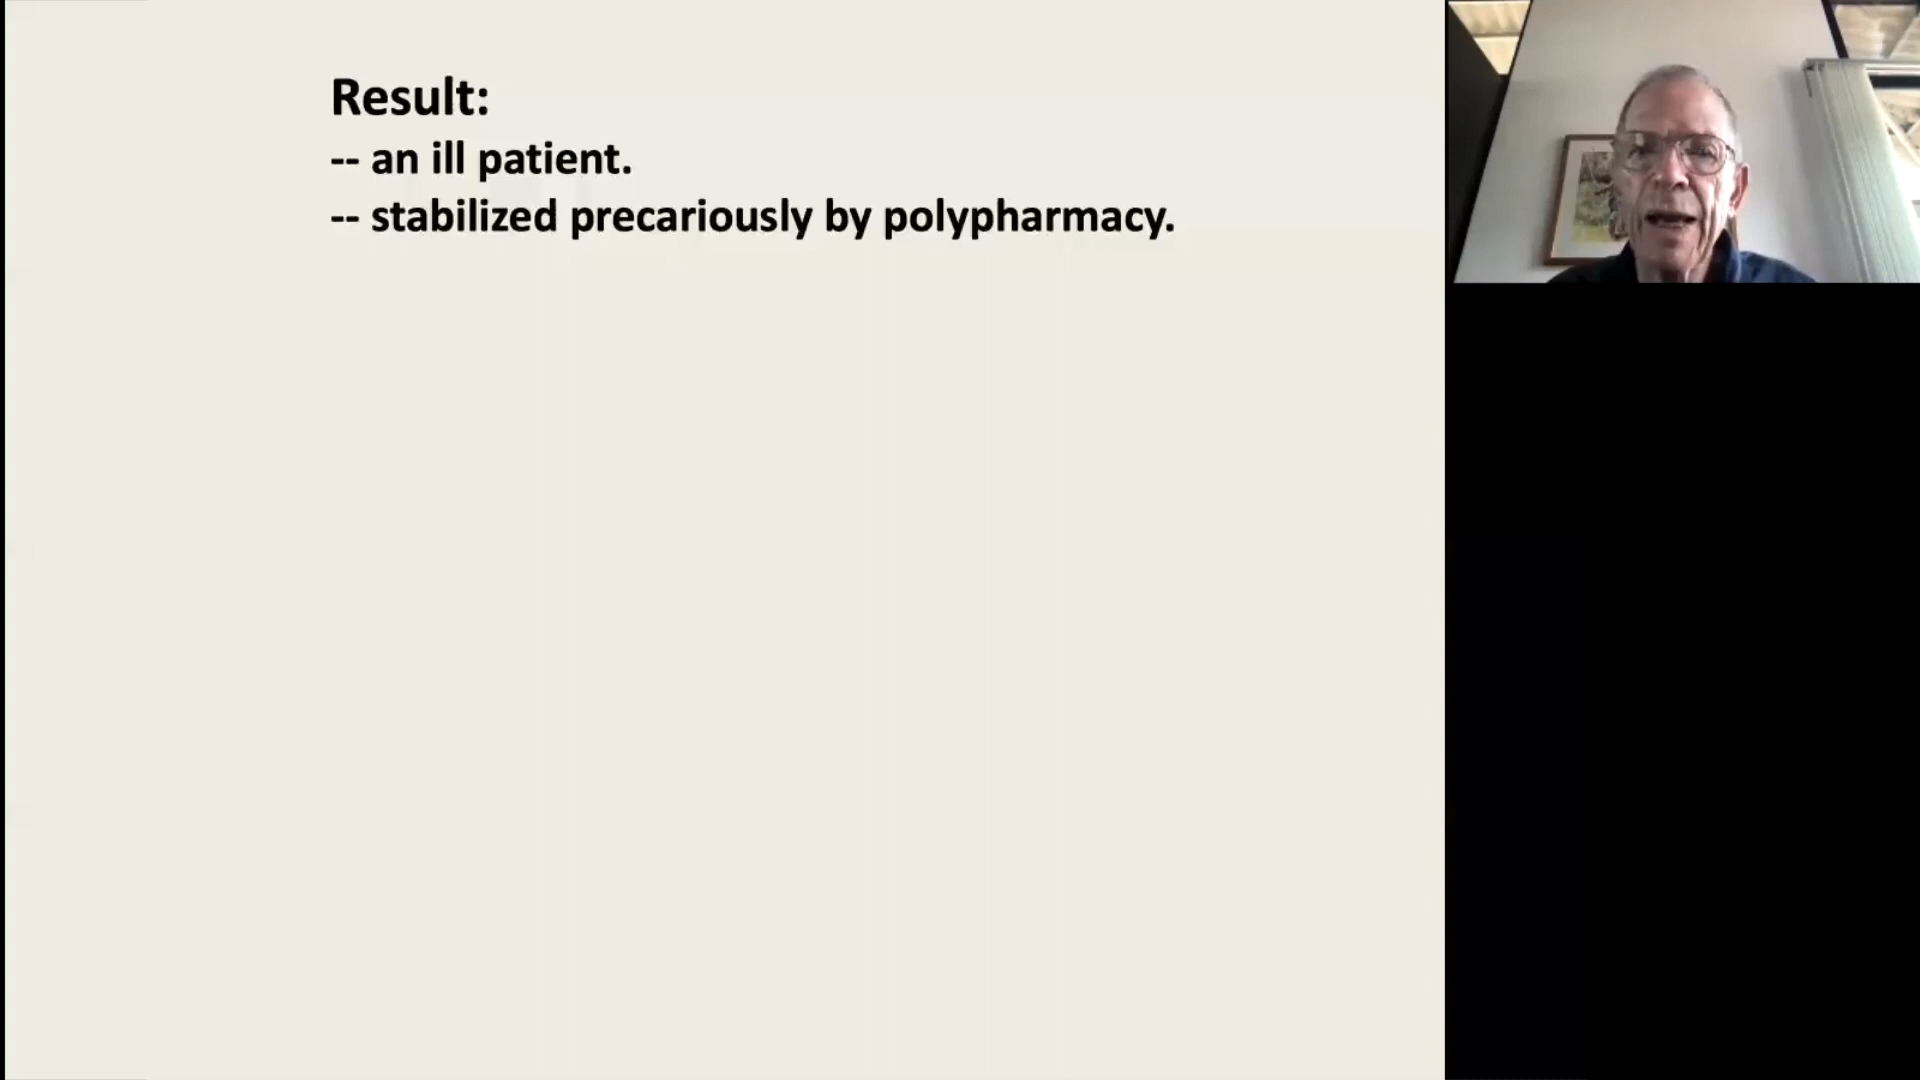 Result:
-- an ill patient.
-- stabilized precariously by polypharmacy.